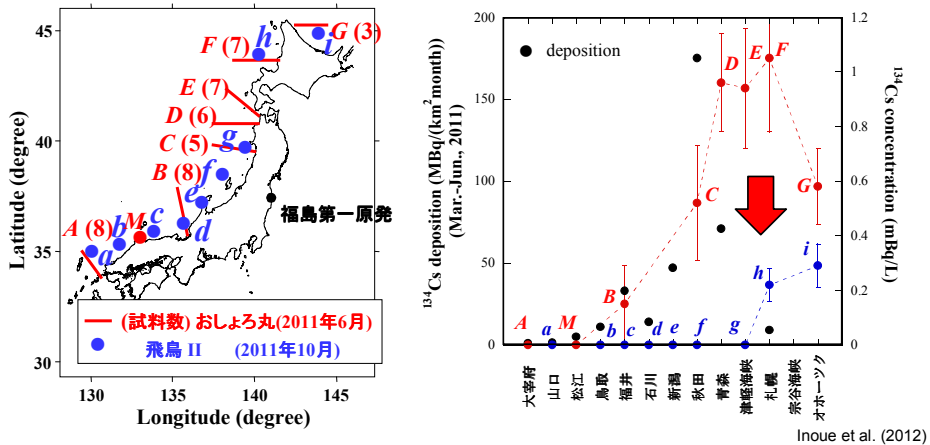 45
40
35
30
130
135
140
145
Latitude (degree)
Longitude (degree)
G (3)
h
i
F (7)
E (7)
D (6)
C (5)
g
B (8)
f
e
福島第一原発
A (8)
M
c
b
d
a
(試料数) おしょろ丸(2011年6月)
飛鳥 II (2011年10月)
¹³⁴Cs deposition (MBq/(km² month)
(Mar.-Jun., 2011)
200
150
100
50
0
deposition
1.2
1
0.8
0.6
0.4
0.2
0
¹³⁴Cs concentration (mBq/L)
D
E
F
C
G
B
h
i
A
a
M
b
c
d
e
f
g
大宰府
山口
松江
鳥取
福井
石川
新潟
秋田
青森
津軽海峡
札幌
宗谷海峡
オホーツク
Inoue et al. (2012)